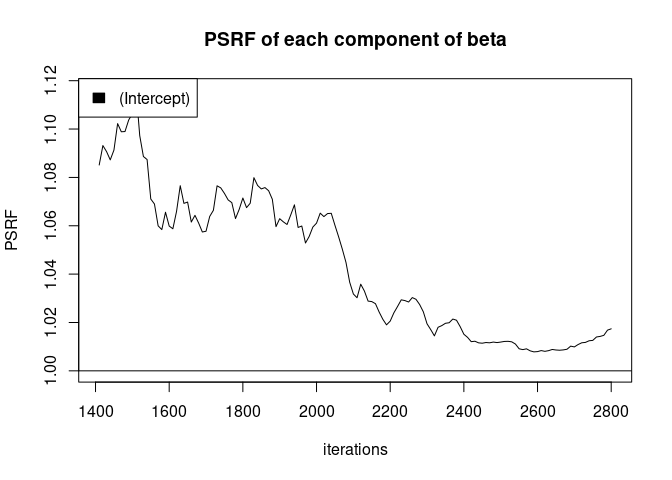 PSRF of each component of beta
(Intercept)
PSRF
1.12
1.10
1.08
1.06
1.04
1.02
1.00
1400 1600 1800 2000 2200 2400 2600 2800
iterations